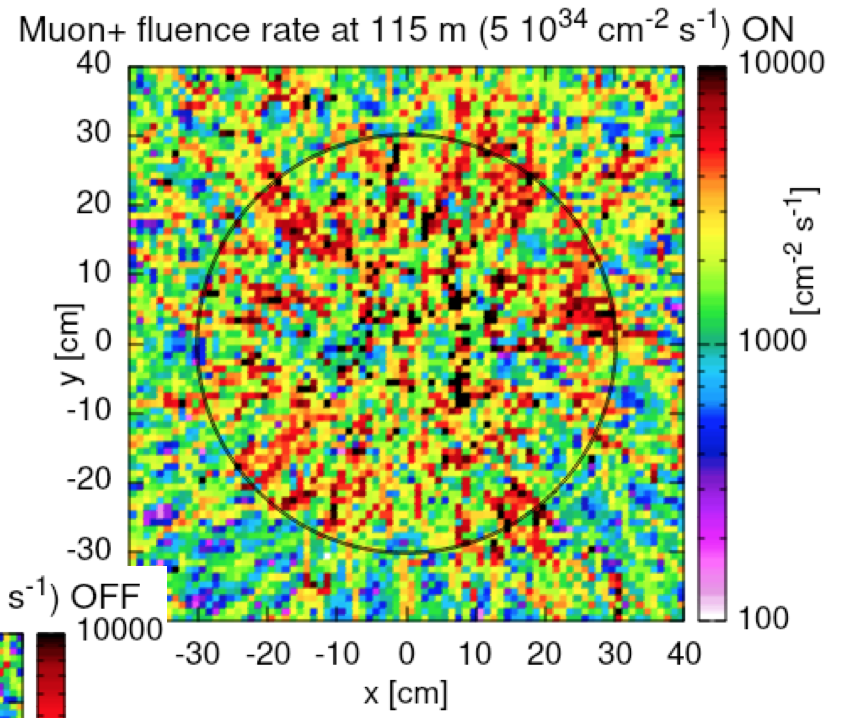 Muon+ fluence rate at 115 m (5 10³⁴ cm⁻² s⁻¹) ON
40
30
20
10
0
-10
-20
-30
y [cm]
10000
1000
100
[cm⁻² s⁻¹]
s⁻¹) OFF
10000
-30 -20 -10 0 10 20 30 40
x [cm]